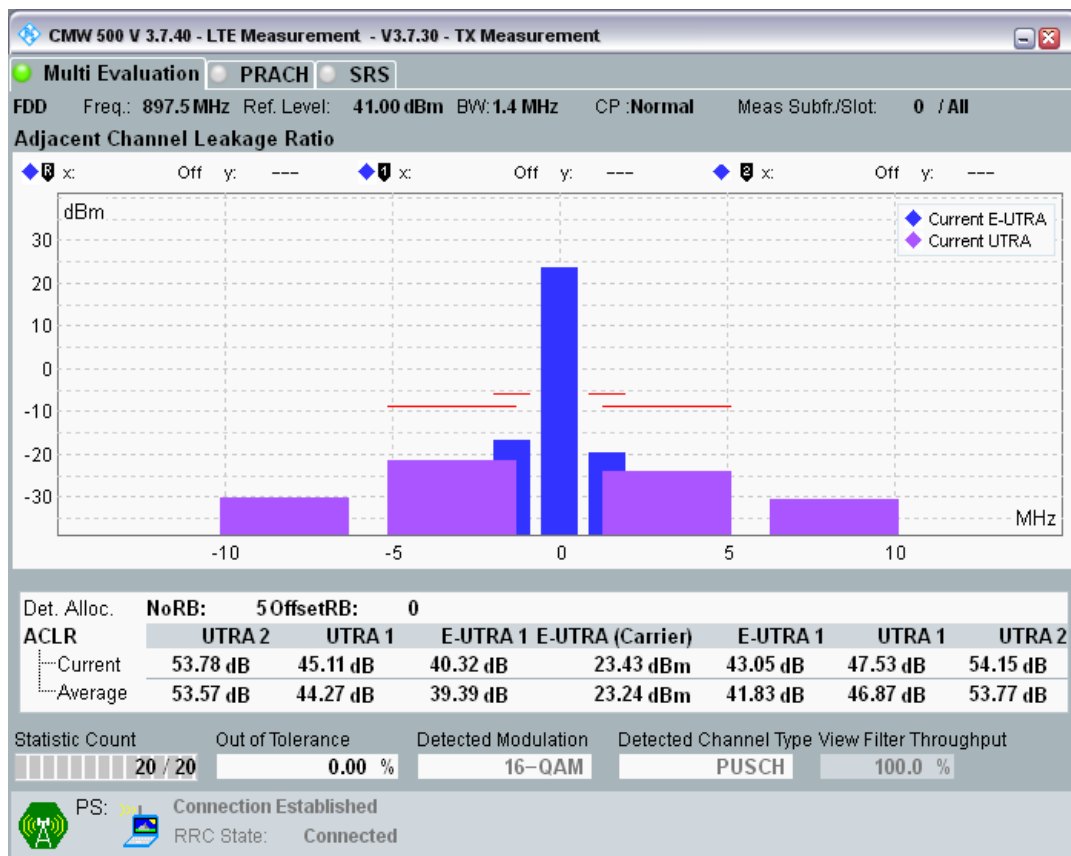 CMW 500 V 3.7.40 - LTE Measurement - V3.7.30 - TX Measurement
Multi Evaluation PRACH SRS
FDD Freq.: 897.5 MHz Ref. Level: 41.00 dBm BW: 1.4 MHz CP :Normal Meas Subfr./Slot: 0 / All
Adjacent Channel Leakage Ratio
R x: Off y: --- 1 x: Off y: --- 2 x: Off y: ---
dBm
Current E-UTRA
Current UTRA
30
20
10
0
-10
-20
-30
MHz
-10 -5 0 5 10
Det. Alloc. NoRB: 5 OffsetRB: 0
ACLR UTRA 2 UTRA 1 E-UTRA 1 E-UTRA (Carrier) E-UTRA 1 UTRA 1 UTRA 2
Current 53.78 dB 45.11 dB 40.32 dB 23.43 dBm 43.05 dB 47.53 dB 54.15 dB
Average 53.57 dB 44.27 dB 39.39 dB 23.24 dBm 41.83 dB 46.87 dB 53.77 dB
Statistic Count Out of Tolerance Detected Modulation Detected Channel Type View Filter Throughput
20 / 20 0.00 % 16-QAM PUSCH 100.0 %
PS: Connection Established
RRC State: Connected